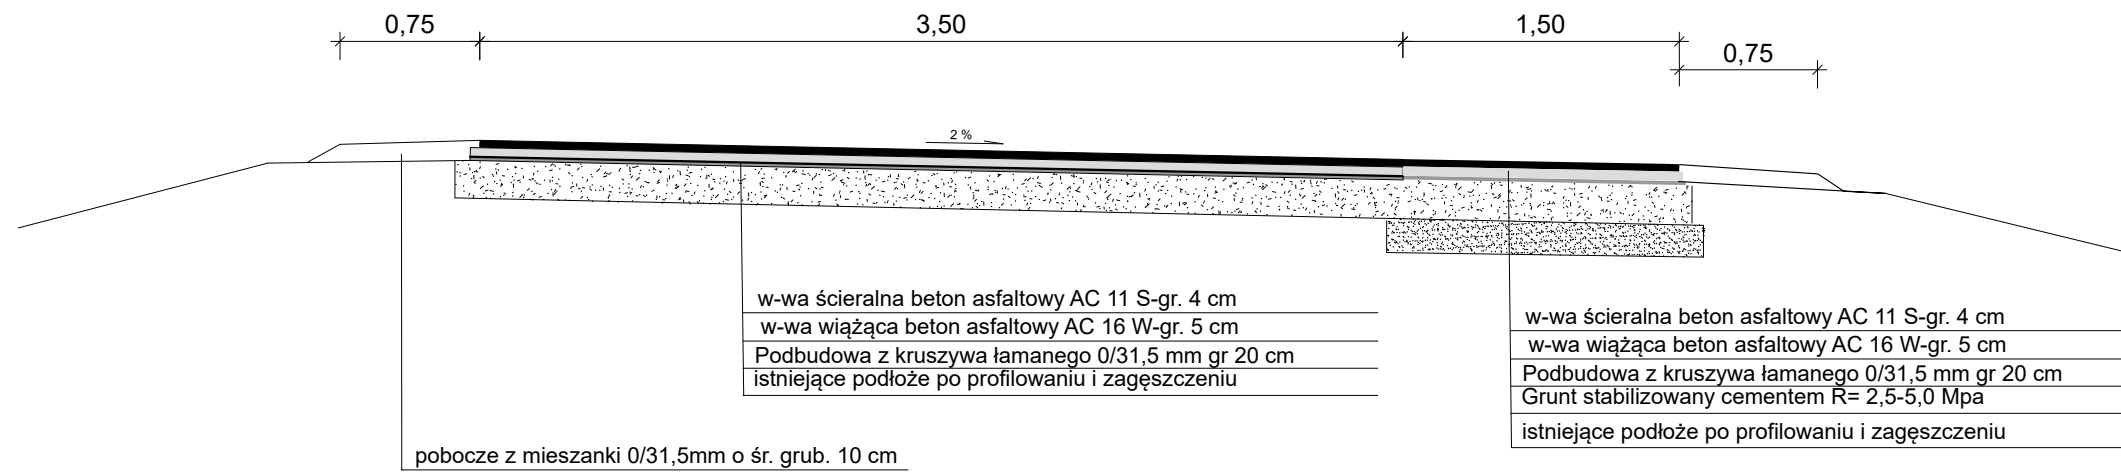 0,75
3,50
1,50
0,75
2 %
w-wa ścieralna beton asfaltowy AC 11 S-gr. 4 cm
w-wa wiążąca beton asfaltowy AC 16 W-gr. 5 cm
Podbudowa z kruszywa łamanego 0/31,5 mm gr 20 cm
istniejące podłoże po profilowaniu i zagęszczeniu
w-wa ścieralna beton asfaltowy AC 11 S-gr. 4 cm
w-wa wiążąca beton asfaltowy AC 16 W-gr. 5 cm
Podbudowa z kruszywa łamanego 0/31,5 mm gr 20 cm
Grunt stabilizowany cementem R= 2,5-5,0 Mpa
istniejące podłoże po profilowaniu i zagęszczeniu
pobocze z mieszanki 0/31,5mm o śr. grub. 10 cm